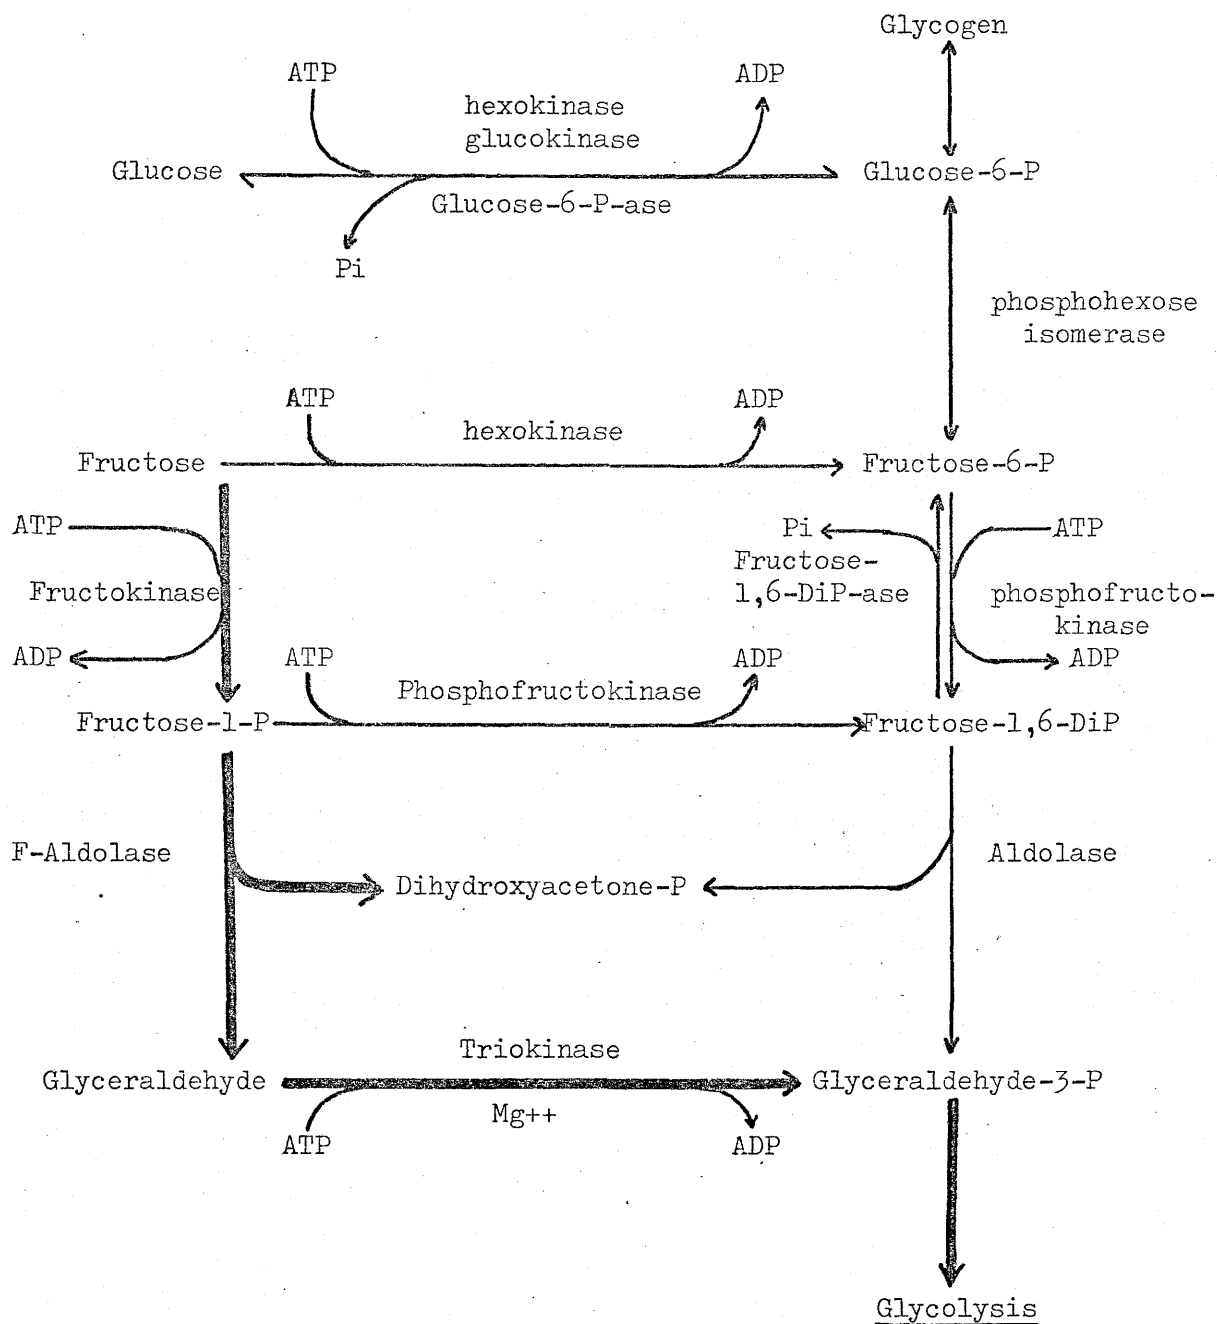 Glycogen
ATP
ADP
hexokinase
glucokinase
Glucose
Glucose-6-P
Glucose-6-P-ase
Pi
phosphohexose
isomerase
ATP
ADP
hexokinase
Fructose
Fructose-6-P
ATP
Pi
ATP
Fructokinase
Fructose-
1,6-DiP-ase
phosphofructo-
kinase
ADP
ATP
ADP
ADP
Phosphofructokinase
Fructose-1-P
Fructose-1,6-DiP
F-Aldolase
Aldolase
Dihydroxyacetone-P
Triokinase
Glyceraldehyde
Glyceraldehyde-3-P
Mg++
ATP
ADP
Glycolysis